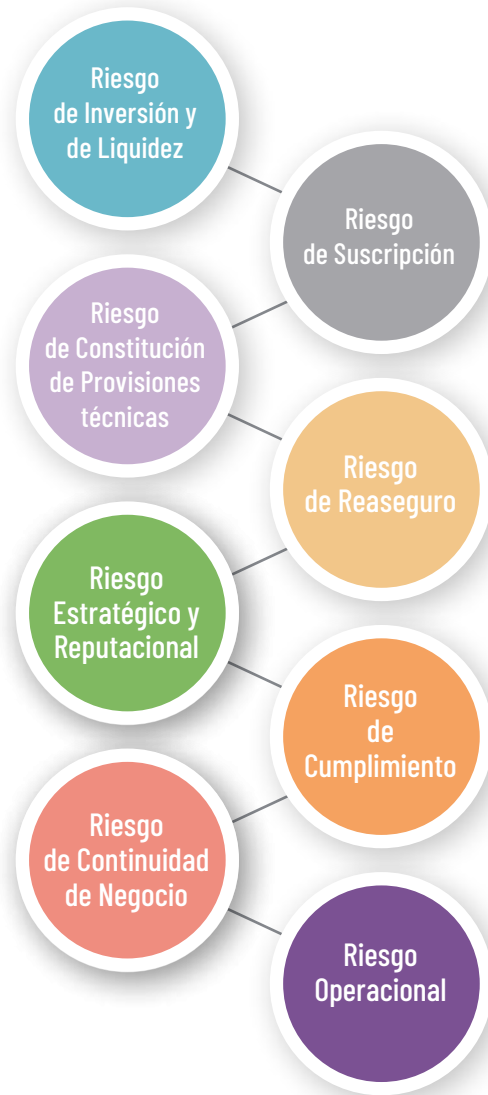 Riesgo
de Inversión y
de Liquidez
Riesgo
de Suscripción
Riesgo
de Constitución
de Provisiones
técnicas
Riesgo
de Reaseguro
Riesgo
Estratégico y
Reputacional
Riesgo
de
Cumplimiento
Riesgo
de Continuidad
de Negocio
Riesgo
Operacional